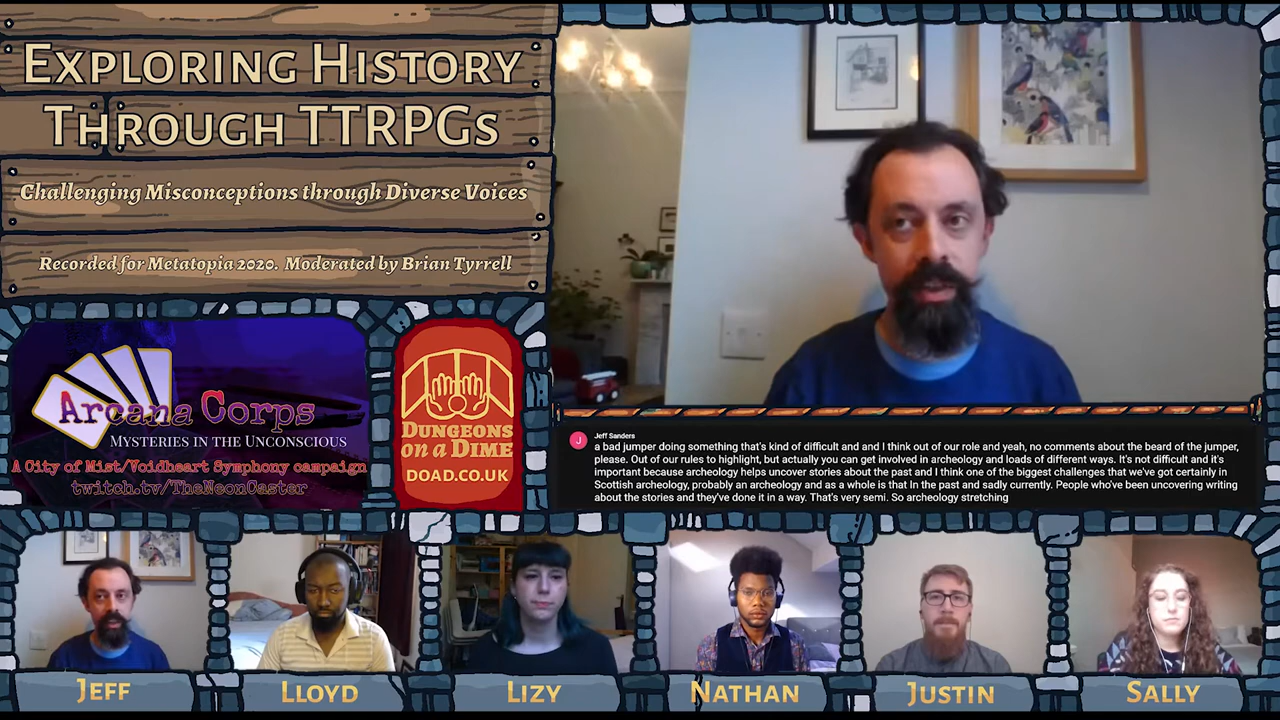 Exploring History
Through TTRPGs
Challenging Misconceptions through Diverse Voices
Recorded for Metatopia 2020. Moderated by Brian Tyrrell
Arcana Corps
Mysteries in the Unconscious
A City of Mist/Voidheart Symphony campaign
twitch.tv/TheNeonCaster
Dungeons
on a Dime
DOAD.CO.UK
J
Jeff Sanders
a bad jumper doing something that's kind of difficult and and I think out of our role and yeah, no comments about the beard of the jumper,
please. Out of our rules to highlight, but actually you can get involved in archeology and loads of different ways. It's not difficult and it's
important because archeology helps uncover stories about the past and I think one of the biggest challenges that we've got certainly in
Scottish archeology, probably an archeology and as a whole is that In the past and sadly currently. People who've been uncovering writing
about the stories and they've done it in a way. That's very semi. So archeology stretching
Jeff
Lloyd
Lizy
Nathan
Justin
Sally